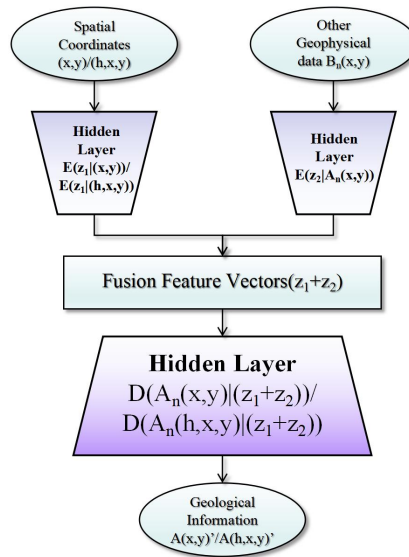 Spatial
Coordinates
(x,y)/(h,x,y)
Other
Geophysical
data Bₙ(x,y)
Hidden
Layer
E(z₁|(x,y))/
E(z₁|(h,x,y))
Hidden
Layer
E(z₂|Aₙ(x,y))
Fusion Feature Vectors(z₁+z₂)
Hidden Layer
D(Aₙ(x,y)|(z₁+z₂))/
D(Aₙ(h,x,y)|(z₁+z₂))
Geological
Information
A(x,y)’/A(h,x,y)’